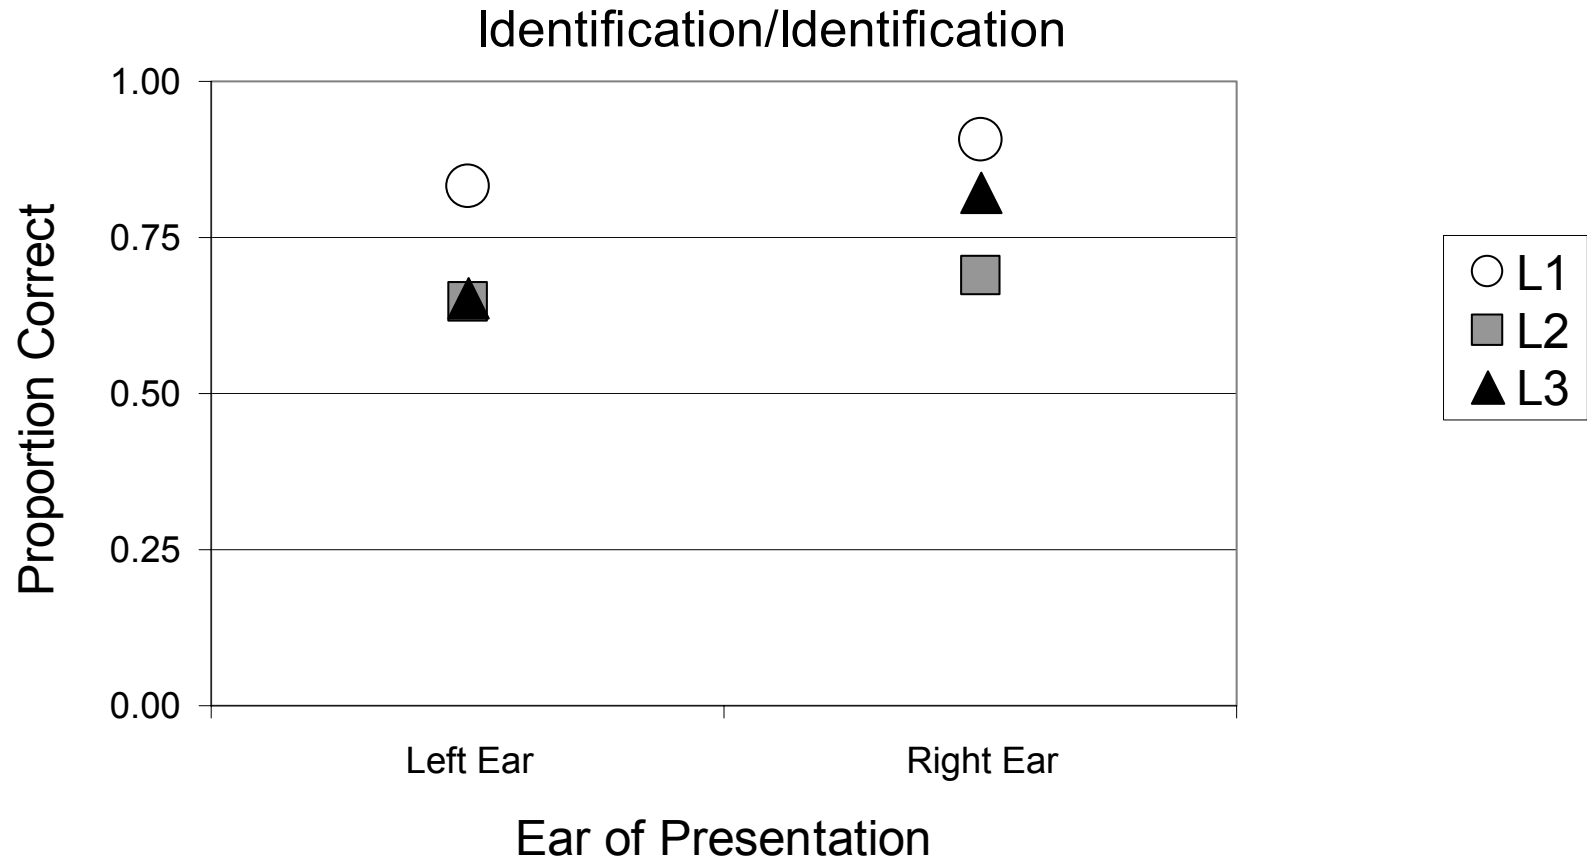 Identification/Identification
1.00
0.75
0.50
0.25
0.00
Proportion Correct
Left Ear
Right Ear
Ear of Presentation
L1
L2
L3